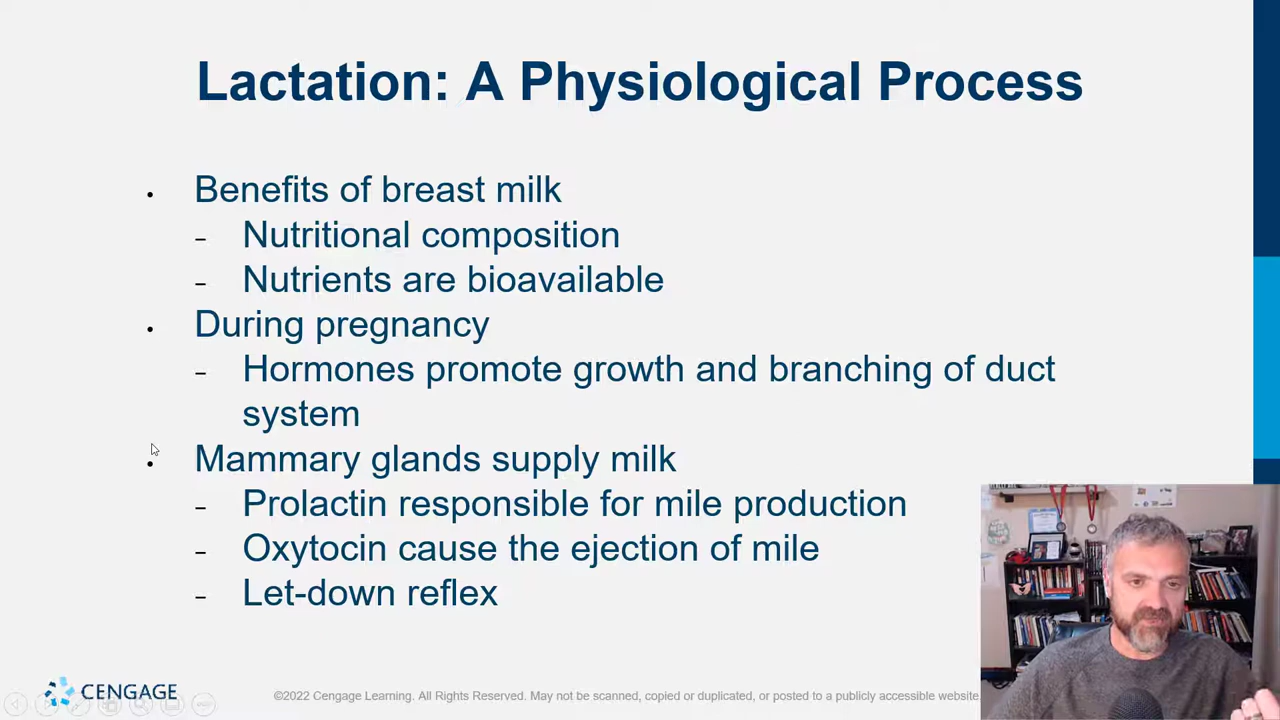 Lactation: A Physiological Process
• Benefits of breast milk
– Nutritional composition
– Nutrients are bioavailable
• During pregnancy
– Hormones promote growth and branching of duct
system
• Mammary glands supply milk
– Prolactin responsible for mile production
– Oxytocin cause the ejection of mile
– Let-down reflex
CENGAGE
©2022 Cengage Learning. All Rights Reserved. May not be scanned, copied or duplicated, or posted to a publicly accessible website,